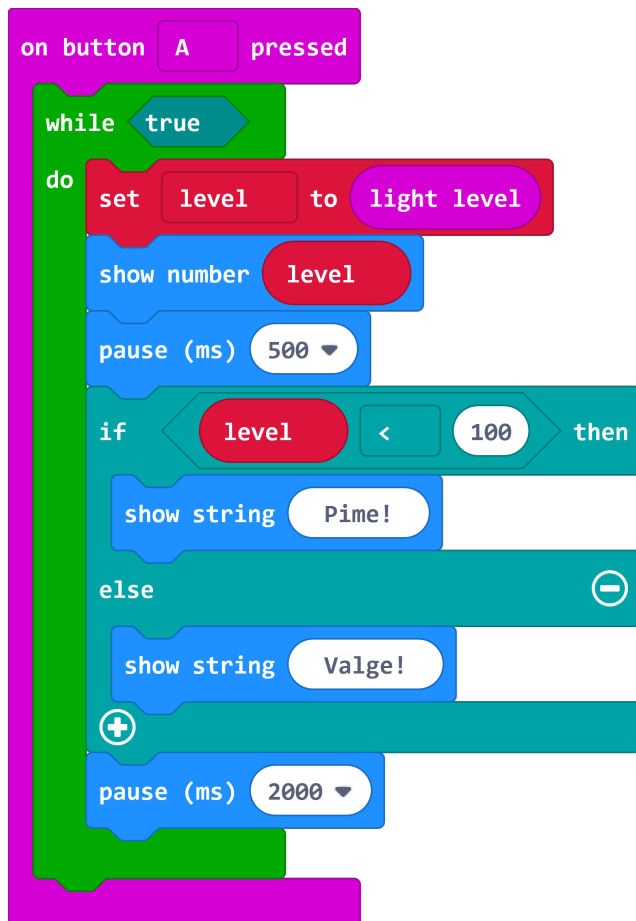 on button A pressed
while true
do
set level to light level
show number level
pause (ms) 500
if level < 100 then
show string Pime!
else
show string Valge!
pause (ms) 2000